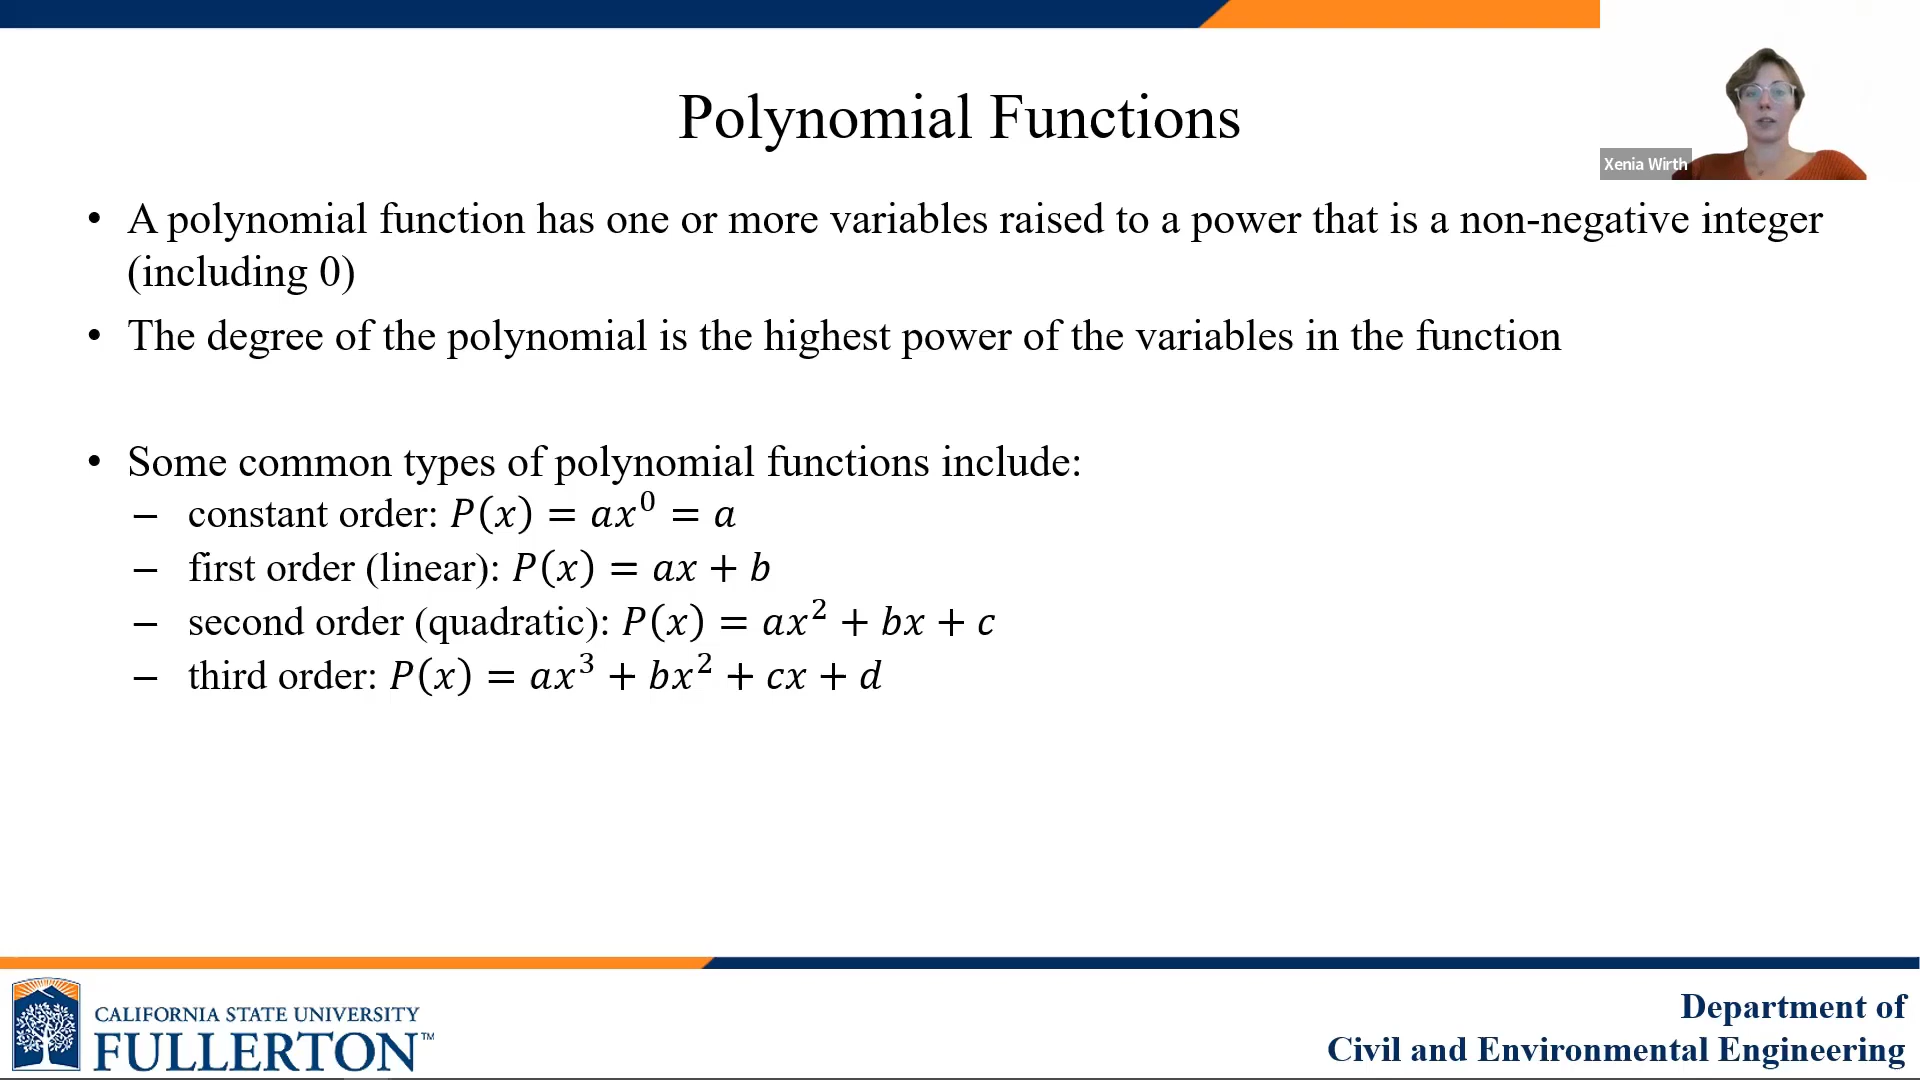 Polynomial Functions
Xenia Wirth
• A polynomial function has one or more variables raised to a power that is a non-negative integer
(including 0)
• The degree of the polynomial is the highest power of the variables in the function
• Some common types of polynomial functions include:
– constant order: P(x) = ax⁰ = a
– first order (linear): P(x) = ax + b
– second order (quadratic): P(x) = ax² + bx + c
– third order: P(x) = ax³ + bx² + cx + d
CALIFORNIA STATE UNIVERSITY
FULLERTON™
Department of
Civil and Environmental Engineering